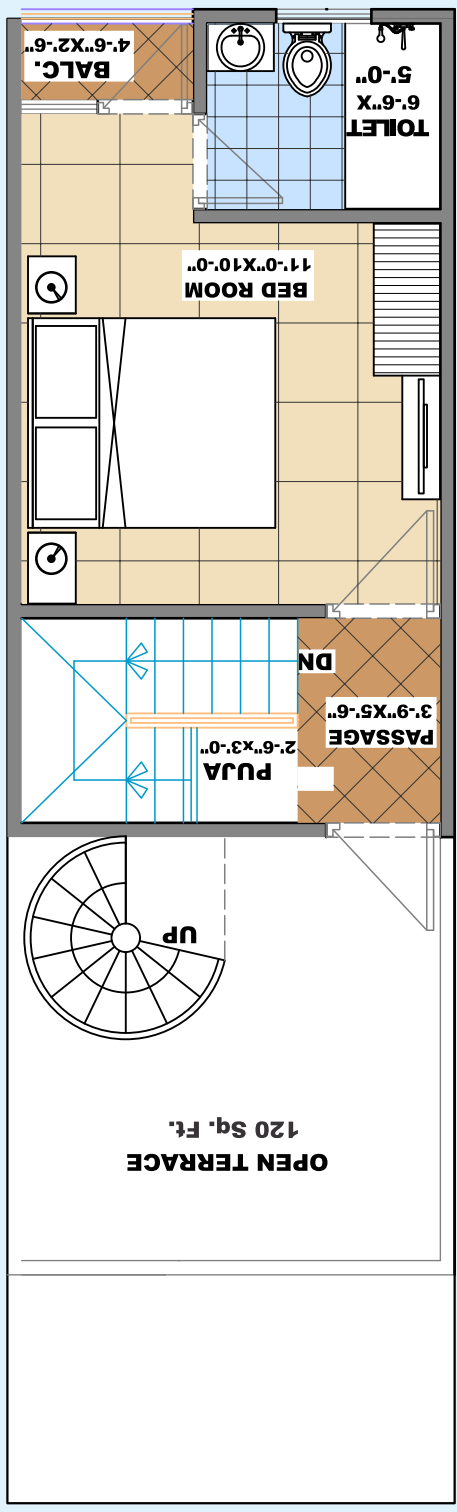 OPEN TERRACE
120 Sq. Ft.
UP
PUJA
2'-6"x3'-0"
PASSAGE
3'-9"X5'-6"
DN
BED ROOM
11'-0"X10'-0"
TOILET
6'-6"X
5'-0"
BALC.
4'-6"X2'-6"